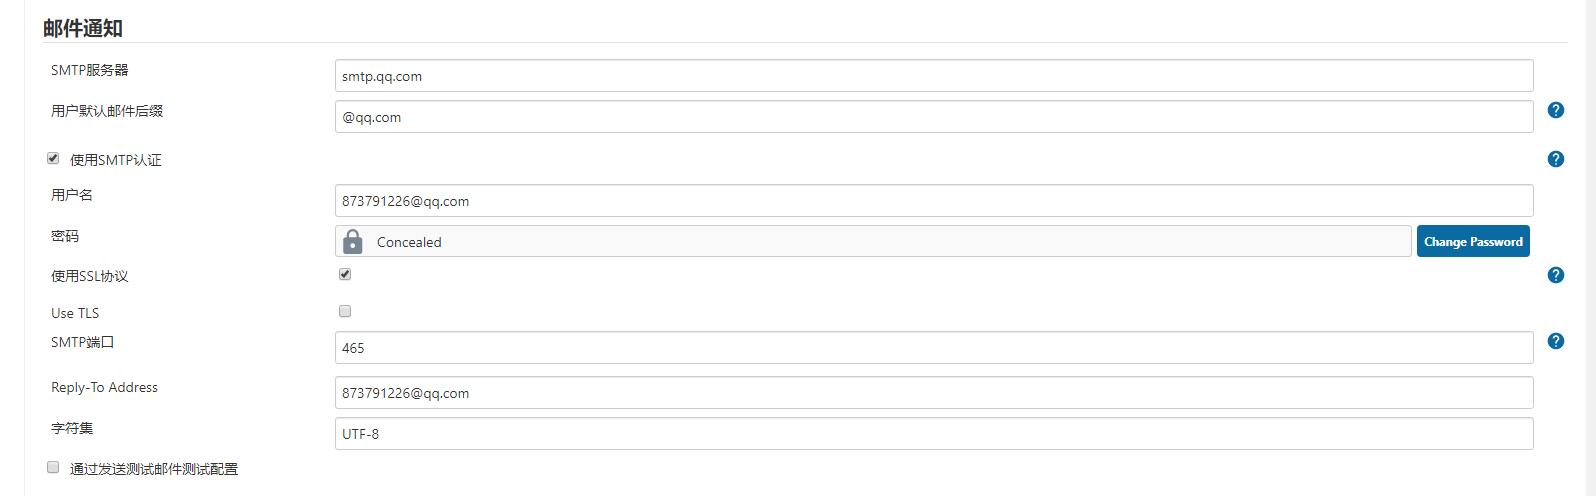 邮件通知
SMTP服务器
smtp.qq.com
用户默认邮件后缀
@qq.com
使用SMTP认证
用户名
873791226@qq.com
密码
Concealed
Change Password
使用SSL协议
Use TLS
SMTP端口
465
Reply-To Address
873791226@qq.com
字符集
UTF-8
通过发送测试邮件测试配置